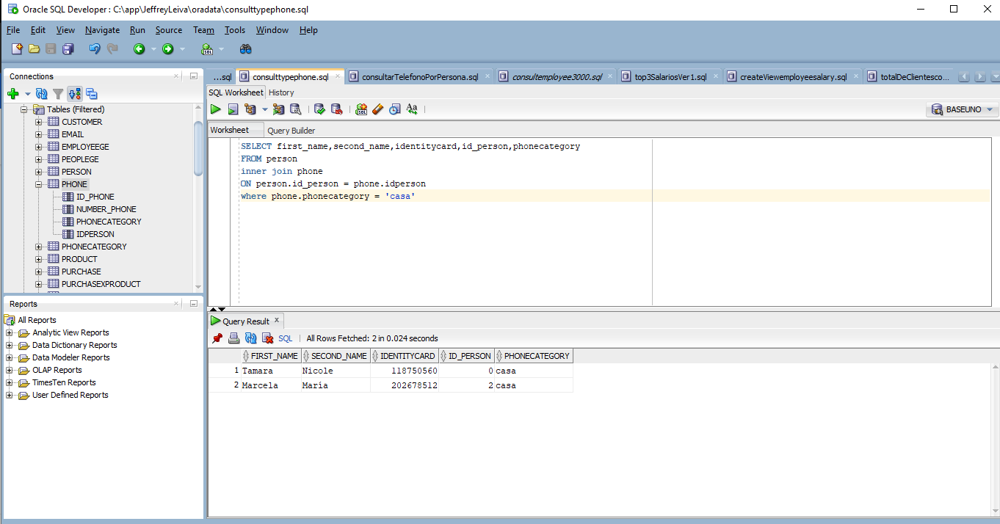 Oracle SQL Developer : C:\app\JeffreyLeiva\oradata\consulttypephone.sql
File Edit View Navigate Run Source Team Tools Window Help
Connections
Tables (Filtered)
CUSTOMER
EMAIL
EMPLOYEEGE
PEOPLEGE
PERSON
PHONE
ID_PHONE
NUMBER_PHONE
PHONECATEGORY
IDPERSON
PHONECATEGORY
PRODUCT
PURCHASE
PURCHASEXPRODUCT
Reports
All Reports
Analytic View Reports
Data Dictionary Reports
Data Modeler Reports
OLAP Reports
TimesTen Reports
User Defined Reports
...sql consulttypephone.sql consultarTelefonoPorPersona.sql consultemployee3000.sql top3SalariosVer1.sql createViewemployeesalary.sql totalDeClientesco...
SQL Worksheet History
BASEUNO
Worksheet Query Builder
SELECT first_name,second_name,identitycard,id_person,phonecategory
FROM person
inner join phone
ON person.id_person = phone.idperson
where phone.phonecategory = 'casa'
Query Result x
SQL | All Rows Fetched: 2 in 0.024 seconds
FIRST_NAME SECOND_NAME IDENTITYCARD ID_PERSON PHONECATEGORY
1 Tamara Nicole 118750560 0 casa
2 Marcela María 202678512 2 casa